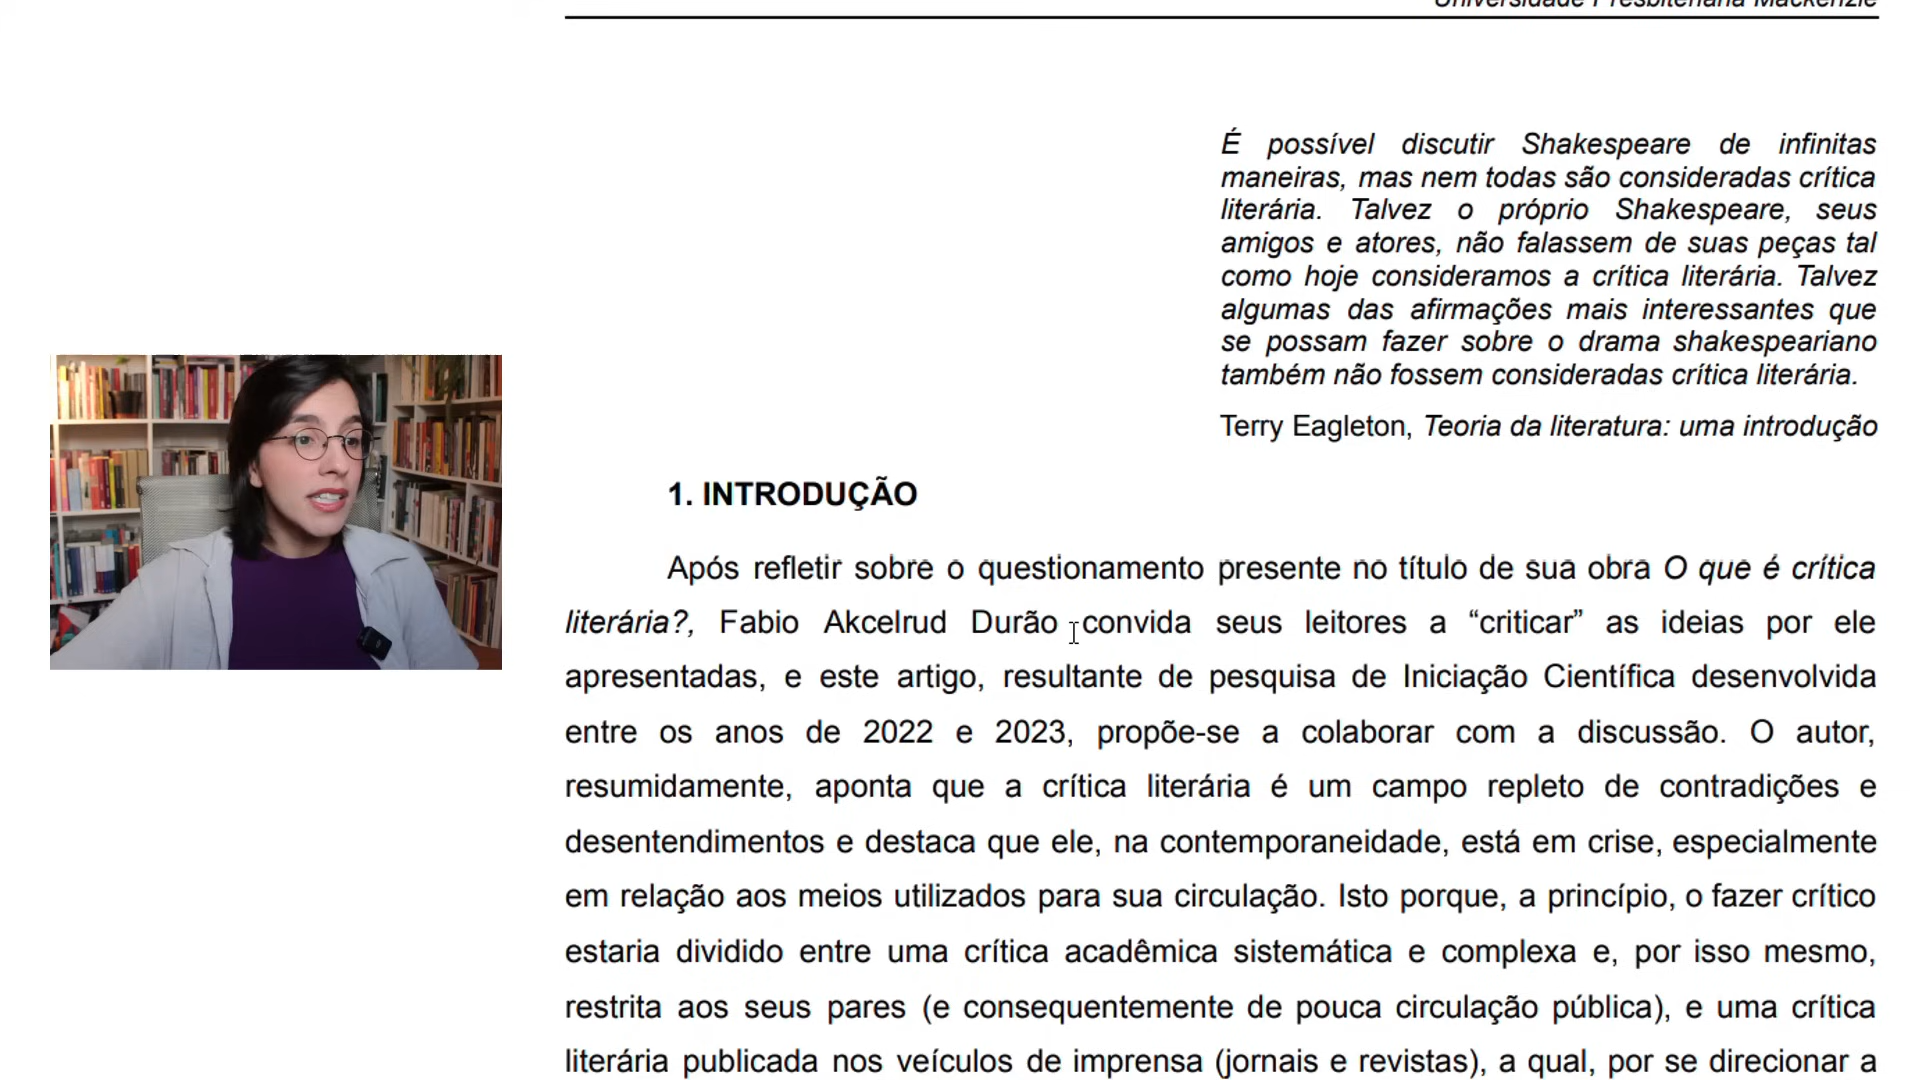 Universidade Presbiteriana Mackenzie
É possível discutir Shakespeare de infinitas
maneiras, mas nem todas são consideradas crítica
literária. Talvez o próprio Shakespeare, seus
amigos e atores, não falassem de suas peças tal
como hoje consideramos a crítica literária. Talvez
algumas das afirmações mais interessantes que
se possam fazer sobre o drama shakespeariano
também não fossem consideradas crítica literária.
Terry Eagleton, Teoria da literatura: uma introdução
1. INTRODUÇÃO
Após refletir sobre o questionamento presente no título de sua obra O que é crítica
literária?, Fabio Akcelrud Durão convida seus leitores a “criticar” as ideias por ele
apresentadas, e este artigo, resultante de pesquisa de Iniciação Científica desenvolvida
entre os anos de 2022 e 2023, propõe-se a colaborar com a discussão. O autor,
resumidamente, aponta que a crítica literária é um campo repleto de contradições e
desentendimentos e destaca que ele, na contemporaneidade, está em crise, especialmente
em relação aos meios utilizados para sua circulação. Isto porque, a princípio, o fazer crítico
estaria dividido entre uma crítica acadêmica sistemática e complexa e, por isso mesmo,
restrita aos seus pares (e consequentemente de pouca circulação pública), e uma crítica
literária publicada nos veículos de imprensa (jornais e revistas), a qual, por se direcionar a